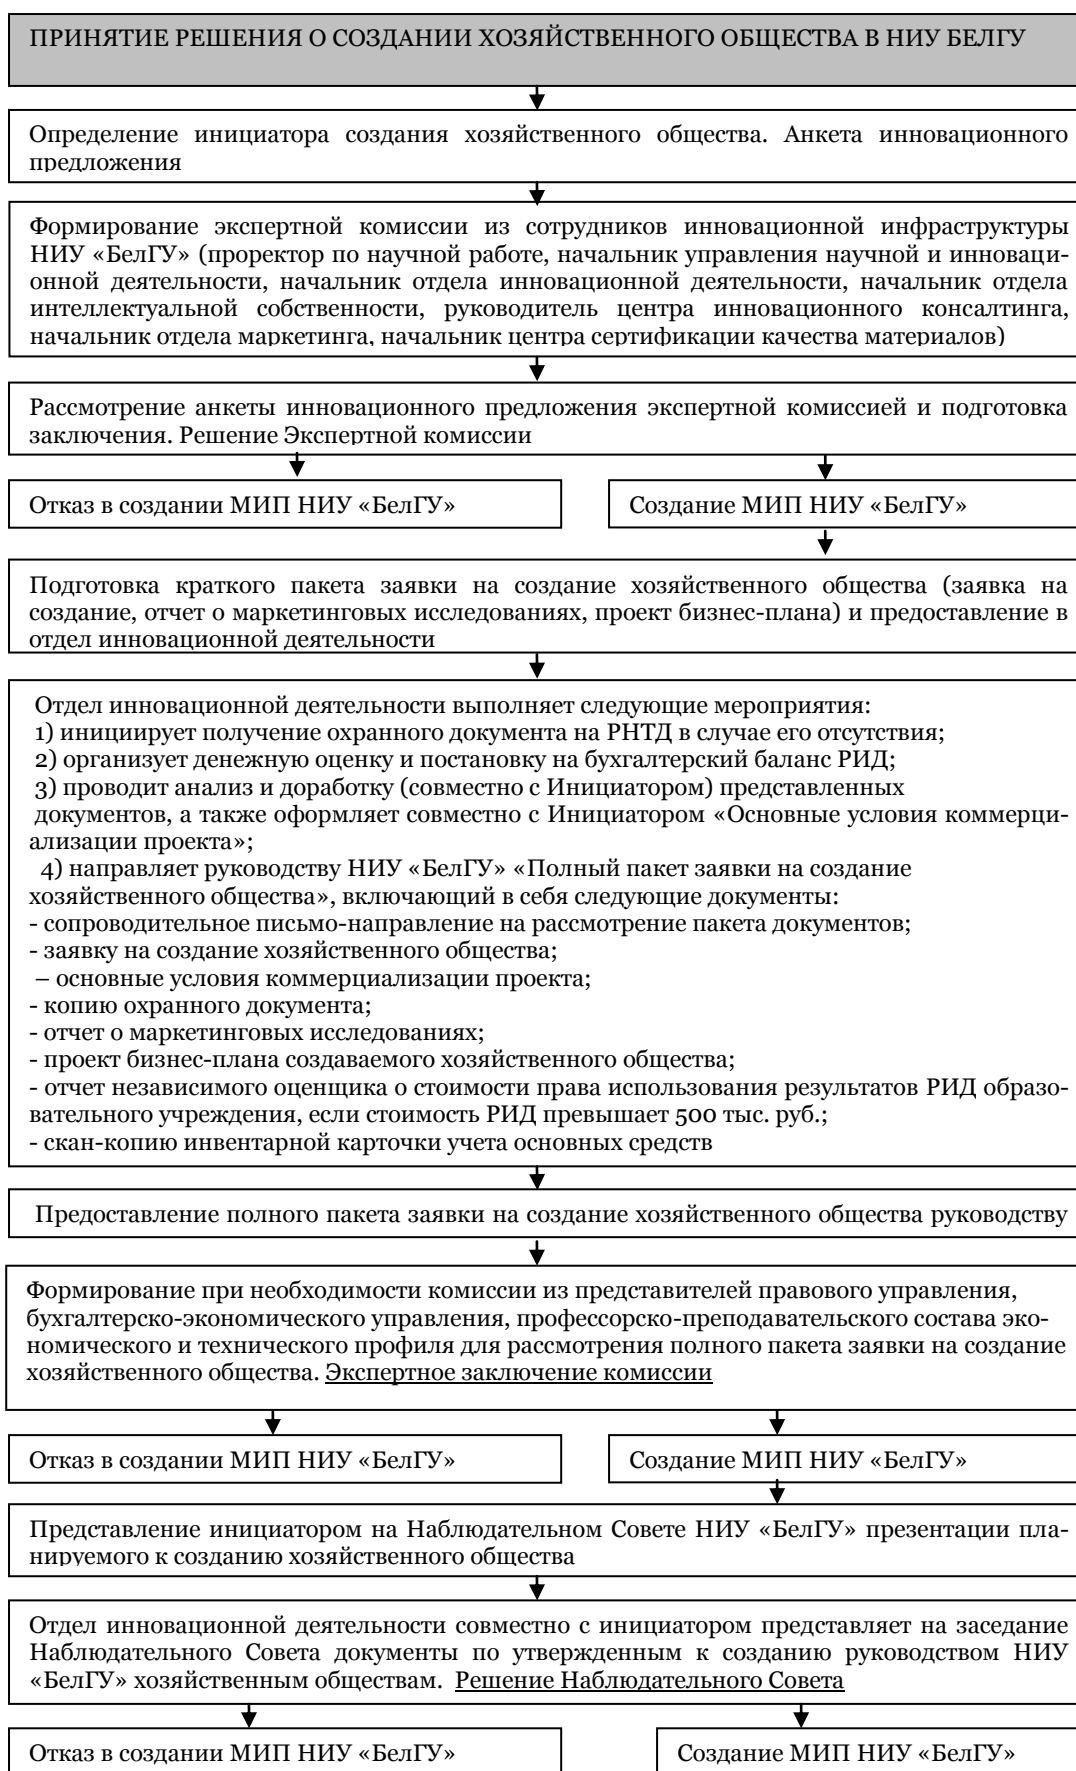 ПРИНЯТИЕ РЕШЕНИЯ О СОЗДАНИИ ХОЗЯЙСТВЕННОГО ОБЩЕСТВА В НИУ БЕЛГУ
Определение инициатора создания хозяйственного общества. Анкета инновационного
предложения
Формирование экспертной комиссии из сотрудников инновационной инфраструктуры
НИУ «БелГУ» (проректор по научной работе, начальник управления научной и инноваци-
онной деятельности, начальник отдела инновационной деятельности, начальник отдела
интеллектуальной собственности, руководитель центра инновационного консалтинга,
начальник отдела маркетинга, начальник центра сертификации качества материалов)
Рассмотрение анкеты инновационного предложения экспертной комиссией и подготовка
заключения. Решение Экспертной комиссии
Отказ в создании МИП НИУ «БелГУ»
Создание МИП НИУ «БелГУ»
Подготовка краткого пакета заявки на создание хозяйственного общества (заявка на
создание, отчет о маркетинговых исследованиях, проект бизнес-плана) и предоставление в
отдел инновационной деятельности
Отдел инновационной деятельности выполняет следующие мероприятия:
1) инициирует получение охранного документа на РНТД в случае его отсутствия;
2) организует денежную оценку и постановку на бухгалтерский баланс РИД;
3) проводит анализ и доработку (совместно с Инициатором) представленных
документов, а также оформляет совместно с Инициатором «Основные условия коммерци-
ализации проекта»;
4) направляет руководству НИУ «БелГУ» «Полный пакет заявки на создание
хозяйственного общества», включающий в себя следующие документы:
- сопроводительное письмо-направление на рассмотрение пакета документов;
- заявку на создание хозяйственного общества;
– основные условия коммерциализации проекта;
- копию охранного документа;
- отчет о маркетинговых исследованиях;
- проект бизнес-плана создаваемого хозяйственного общества;
- отчет независимого оценщика о стоимости права использования результатов РИД образо-
вательного учреждения, если стоимость РИД превышает 500 тыс. руб.;
- скан-копию инвентарной карточки учета основных средств
Предоставление полного пакета заявки на создание хозяйственного общества руководству
Формирование при необходимости комиссии из представителей правового управления,
бухгалтерско-экономического управления, профессорско-преподавательского состава эко-
номического и технического профиля для рассмотрения полного пакета заявки на создание
хозяйственного общества. Экспертное заключение комиссии
Отказ в создании МИП НИУ «БелГУ»
Создание МИП НИУ «БелГУ»
Представление инициатором на Наблюдательном Совете НИУ «БелГУ» презентации пла-
нируемого к созданию хозяйственного общества
Отдел инновационной деятельности совместно с инициатором представляет на заседание
Наблюдательного Совета документы по утвержденным к созданию руководством НИУ
«БелГУ» хозяйственным обществам. Решение Наблюдательного Совета
Отказ в создании МИП НИУ «БелГУ»
Создание МИП НИУ «БелГУ»